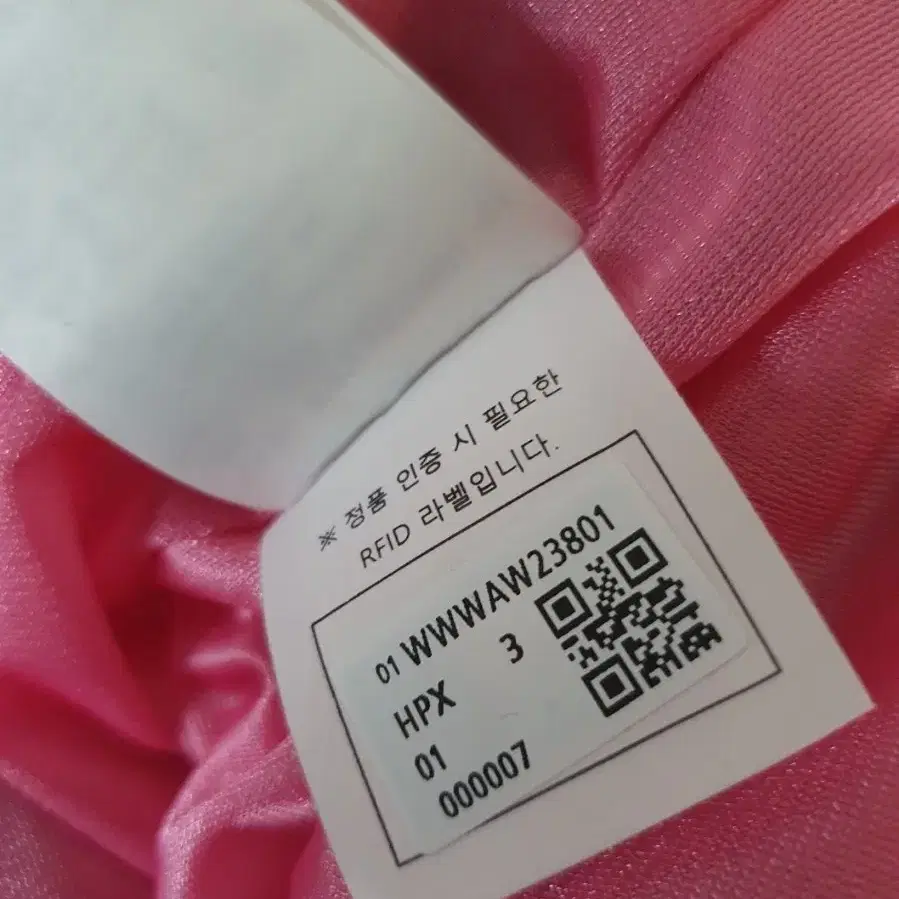 ※ 정품 인증 시 필요한
RFID 라벨입니다.
01 WWWAW23801
HPX 3
01
000007